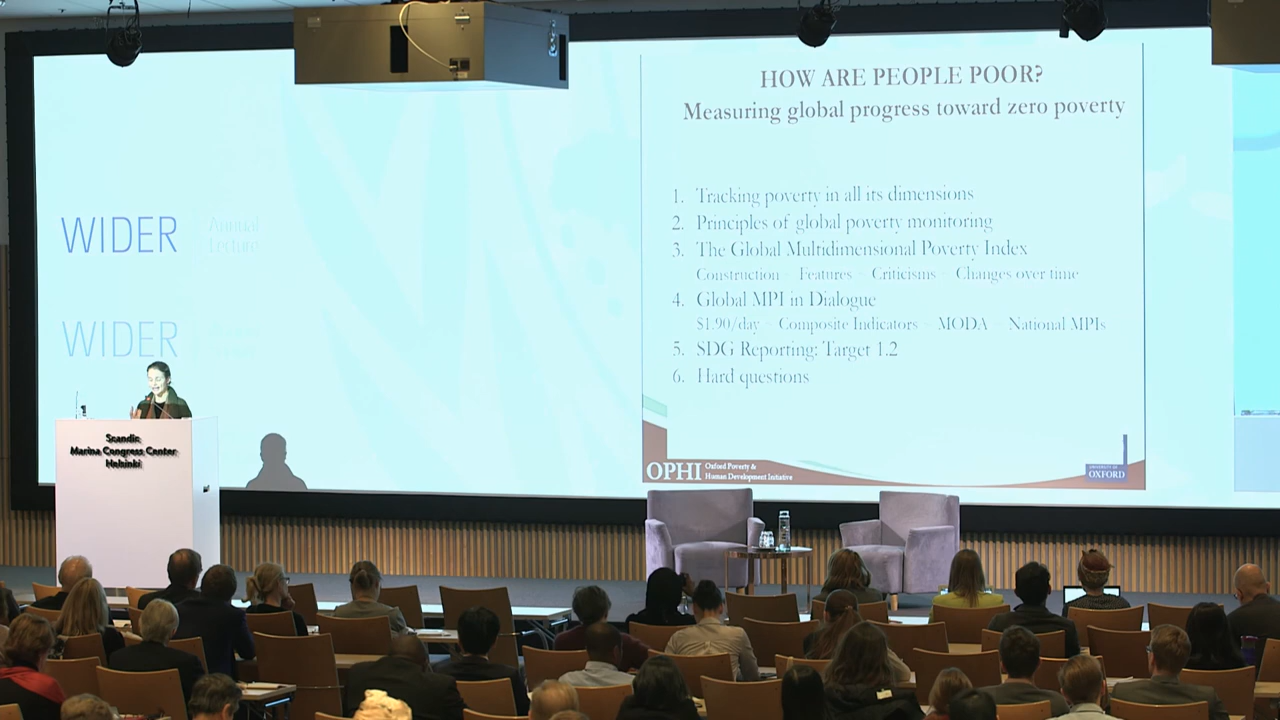 HOW ARE PEOPLE POOR?
Measuring global progress toward zero poverty
1. Tracking poverty in all its dimensions
2. Principles of global poverty monitoring
3. The Global Multidimensional Poverty Index
Construction – Features – Criticisms – Changes over time
4. Global MPI in Dialogue
$1.90/day – Composite Indicators – MODA – National MPIs
5. SDG Reporting: Target 1.2
6. Hard questions
OPHI
Oxford Poverty &
Human Development Initiative
UNIVERSITY OF
OXFORD
WIDER
Annual
Lecture
WIDER
Scandic
Marina Congress Center
Helsinki